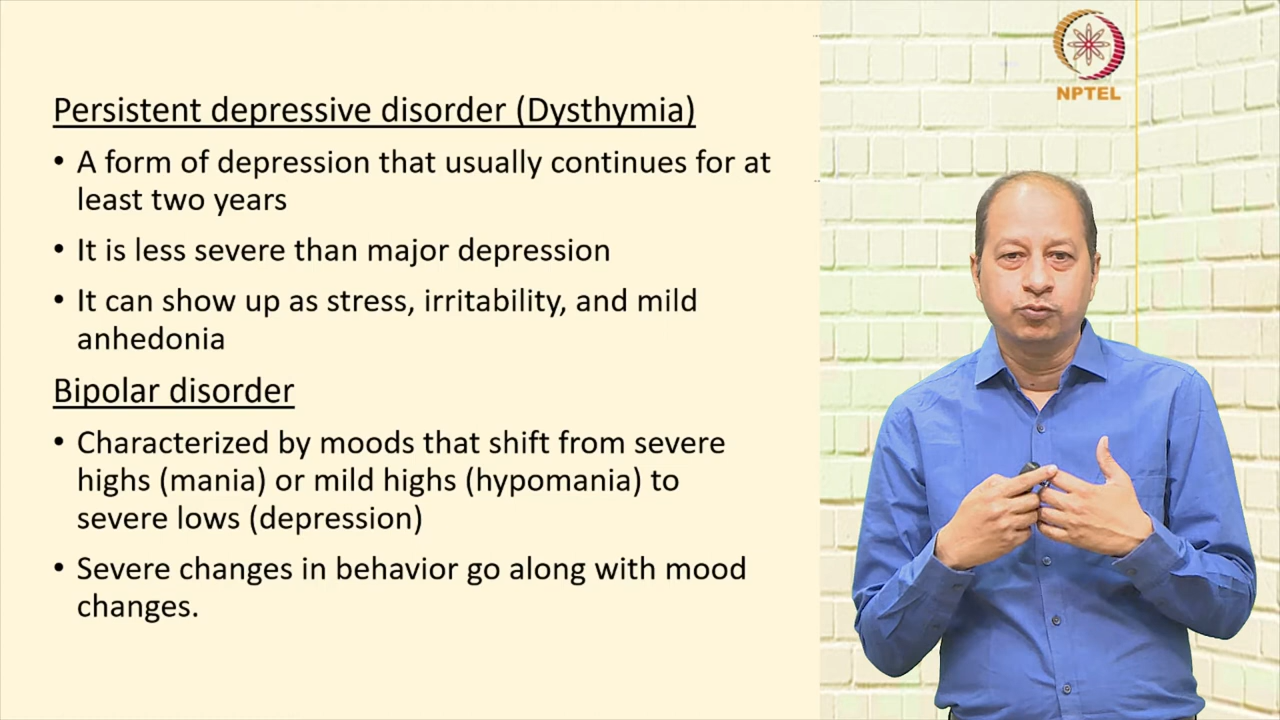 Persistent depressive disorder (Dysthymia)
• A form of depression that usually continues for at
least two years
• It is less severe than major depression
• It can show up as stress, irritability, and mild
anhedonia
Bipolar disorder
• Characterized by moods that shift from severe
highs (mania) or mild highs (hypomania) to
severe lows (depression)
• Severe changes in behavior go along with mood
changes.
NPTEL